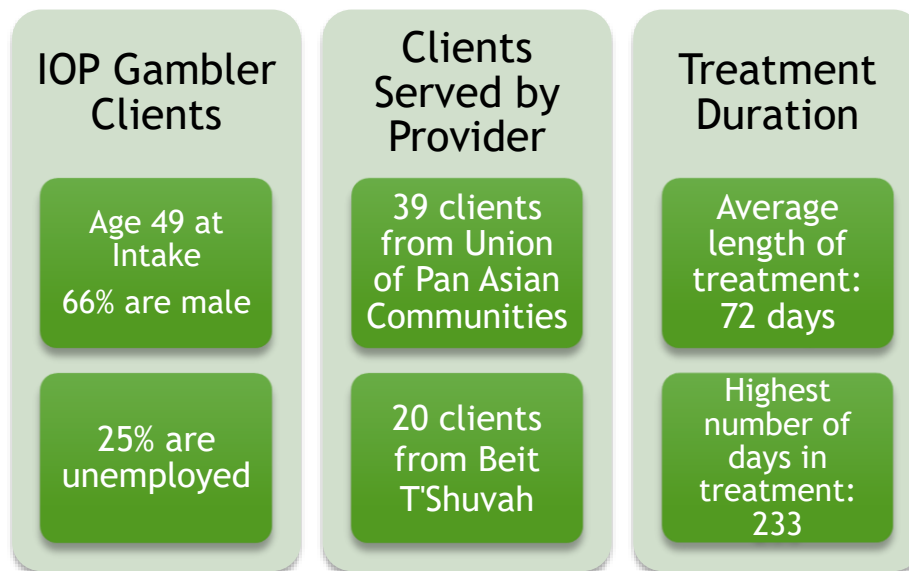 IOP Gambler
Clients
Age 49 at
Intake
66% are male
25% are
unemployed
Clients
Served by
Provider
39 clients
from Union
of Pan Asian
Communities
20 clients
from Beit
T'Shuvah
Treatment
Duration
Average
length of
treatment:
72 days
Highest
number of
days in
treatment:
233